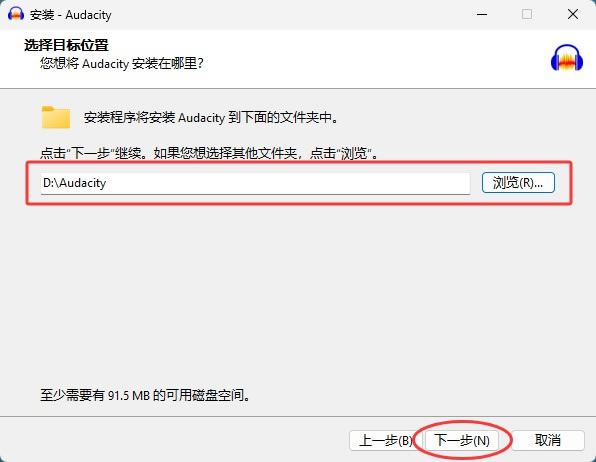 安装 - Audacity
选择目标位置
您想将 Audacity 安装在哪里?
安装程序将安装 Audacity 到下面的文件夹中。
点击“下一步”继续。如果您想选择其他文件夹，点击“浏览”。
D:\Audacity
浏览(R)...
至少需要有 91.5 MB 的可用磁盘空间。
上一步(B)
下一步(N)
取消